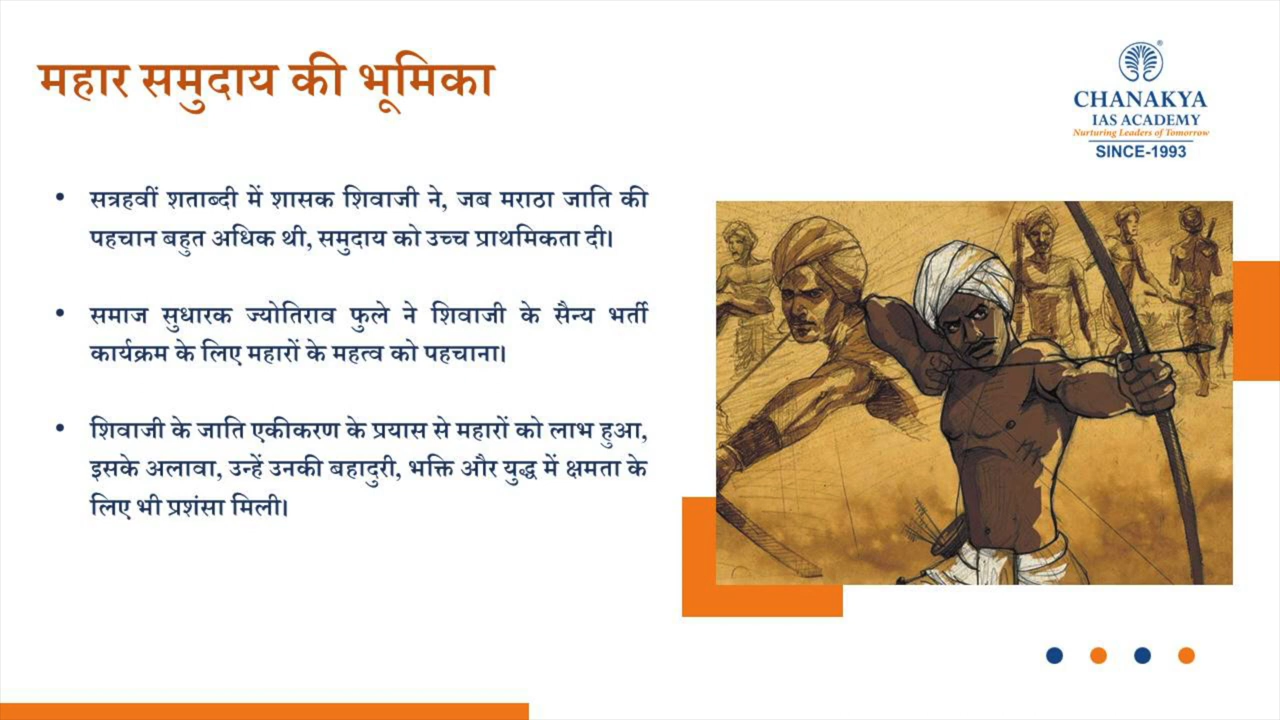 महार समुदाय की भूमिका
CHANAKYA
IAS ACADEMY
Nurturing Leaders of Tomorrow
SINCE-1993
• सत्रहवीं शताब्दी में शासक शिवाजी ने, जब मराठा जाति की
पहचान बहुत अधिक थी, समुदाय को उच्च प्राथमिकता दी।
• समाज सुधारक ज्योतिराव फुले ने शिवाजी के सैन्य भर्ती
कार्यक्रम के लिए महारों के महत्व को पहचाना।
• शिवाजी के जाति एकीकरण के प्रयास से महारों को लाभ हुआ,
इसके अलावा, उन्हें उनकी बहादुरी, भक्ति और युद्ध में क्षमता के
लिए भी प्रशंसा मिली।